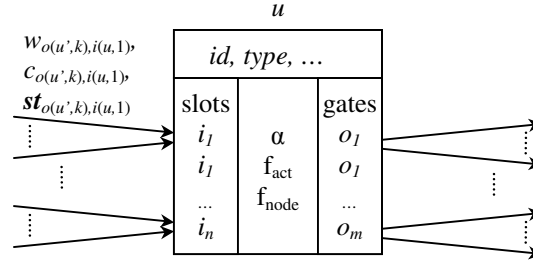 u
w_{o(u',k),i(u,1)},
c_{o(u',k),i(u,1)},
st_{o(u',k),i(u,1)}
id, type, …
slots gates
i_1 α o_1
i_1 f_act o_1
... f_node ...
i_n o_m